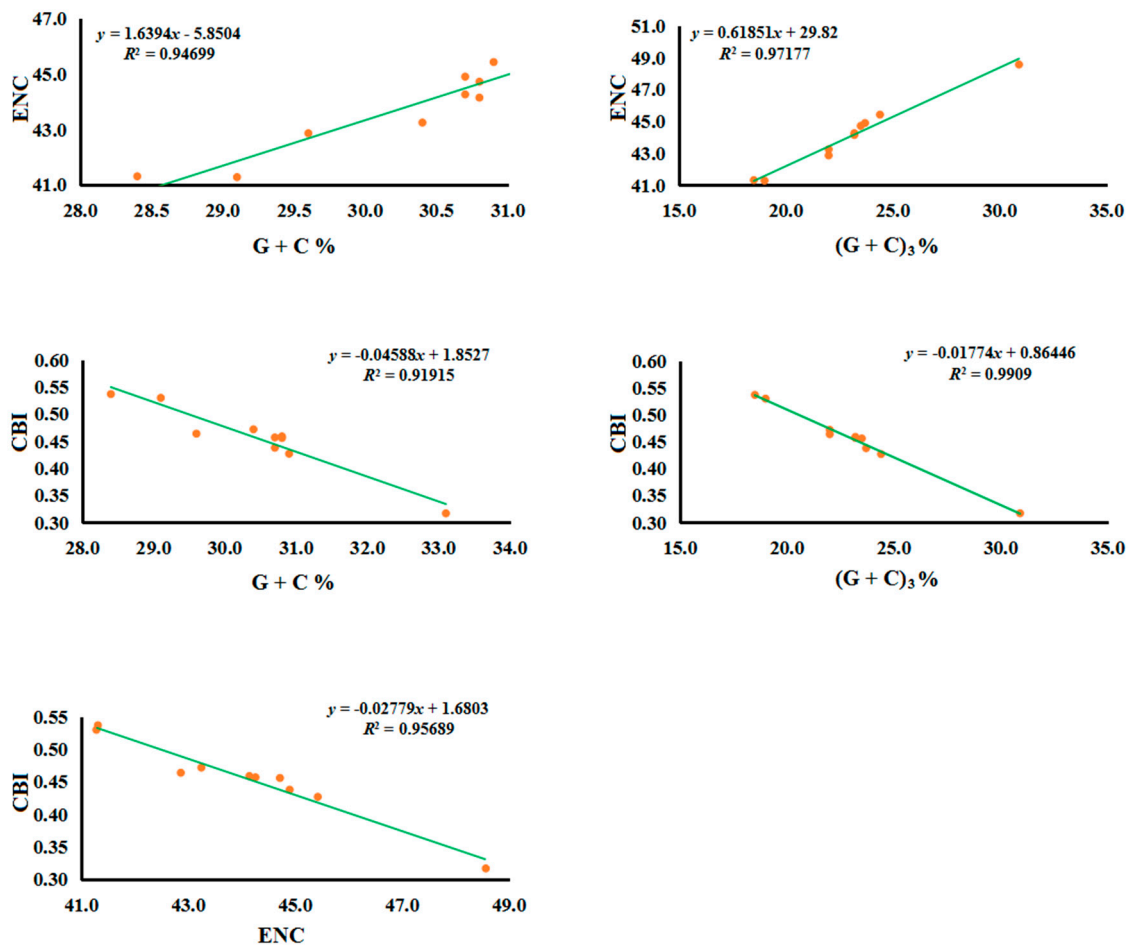 y = 1.6394x - 5.8504
R² = 0.94699
47.0
45.0
43.0
41.0
ENC
28.0 28.5 29.0 29.5 30.0 30.5 31.0
G + C %
y = 0.61851x + 29.82
R² = 0.97177
51.0
49.0
47.0
45.0
43.0
41.0
ENC
15.0 20.0 25.0 30.0 35.0
(G + C)₃ %
y = -0.04588x + 1.8527
R² = 0.91915
0.60
0.55
0.50
0.45
0.40
0.35
0.30
CBI
28.0 29.0 30.0 31.0 32.0 33.0 34.0
G + C %
y = -0.01774x + 0.86446
R² = 0.9909
0.60
0.55
0.50
0.45
0.40
0.35
0.30
CBI
15.0 20.0 25.0 30.0 35.0
(G + C)₃ %
y = -0.02779x + 1.6803
R² = 0.95689
0.55
0.50
0.45
0.40
0.35
0.30
CBI
41.0 43.0 45.0 47.0 49.0
ENC